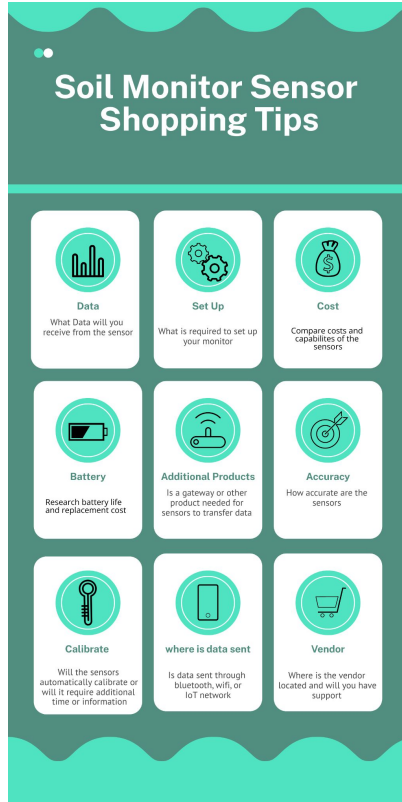 Soil Monitor Sensor
Shopping Tips
Data
What Data will you
receive from the sensor
Set Up
What is required to set up
your monitor
Cost
Compare costs and
capabilites of the
sensors
Battery
Research battery life
and replacement cost
Additional Products
Is a gateway or other
product needed for
sensors to transfer data
Accuracy
How accurate are the
sensors
Calibrate
Will the sensors
automatically calibrate or
will it require additional
time or information
where is data sent
Is data sent through
bluetooth, wifi, or
IoT network
Vendor
Where is the vendor
located and will you have
support